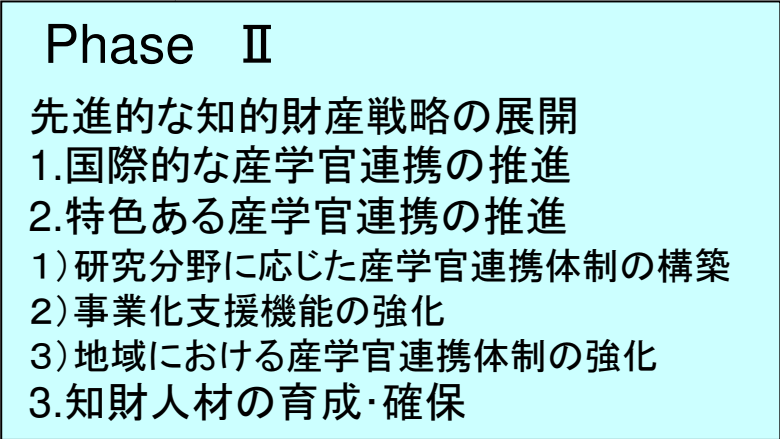 Phase Ⅱ
先進的な知的財産戦略の展開
1.国際的な産学官連携の推進
2.特色ある産学官連携の推進
１）研究分野に応じた産学官連携体制の構築
２）事業化支援機能の強化
３）地域における産学官連携体制の強化
3.知財人材の育成･確保